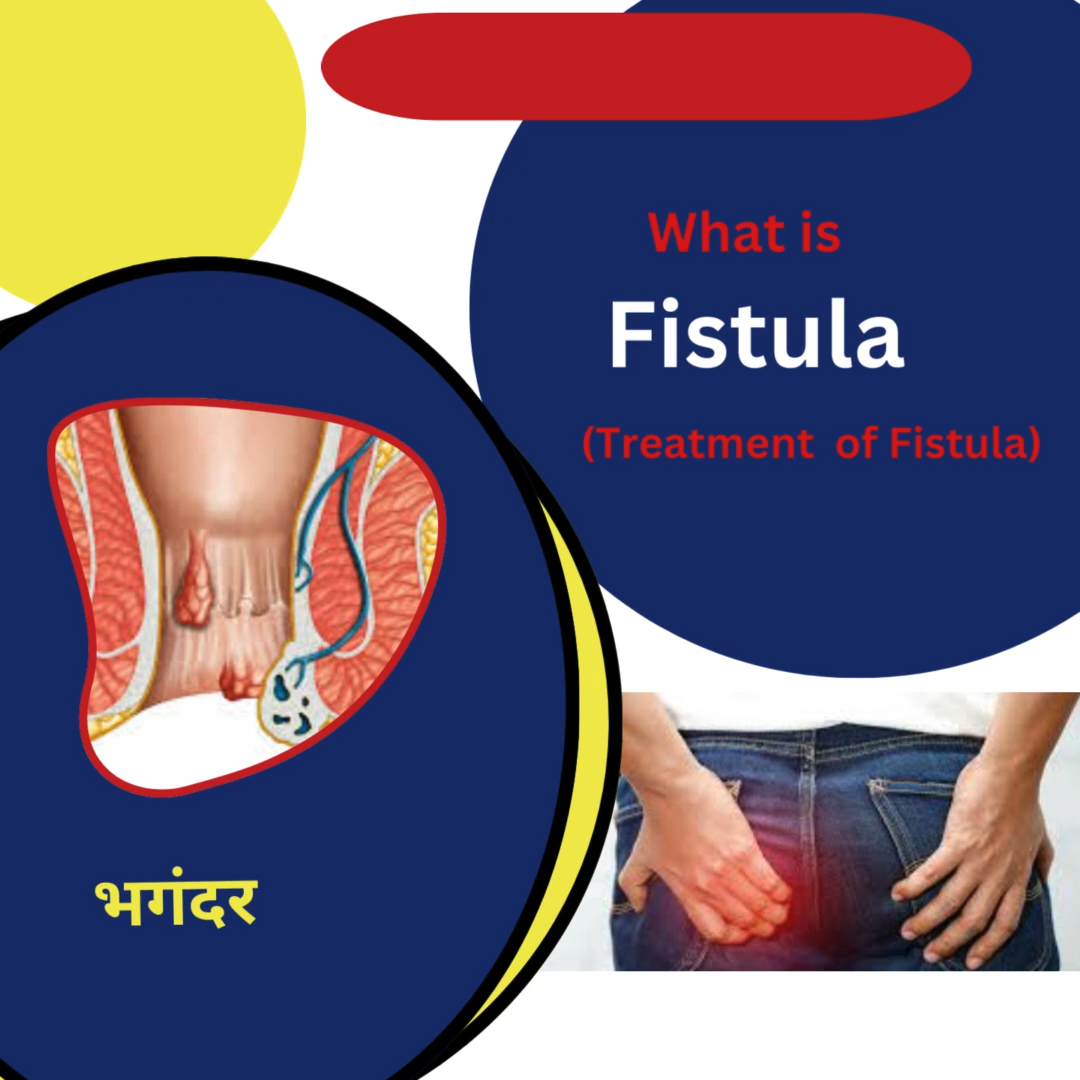 What is
Fistula
(Treatment of Fistula)
भगंदर